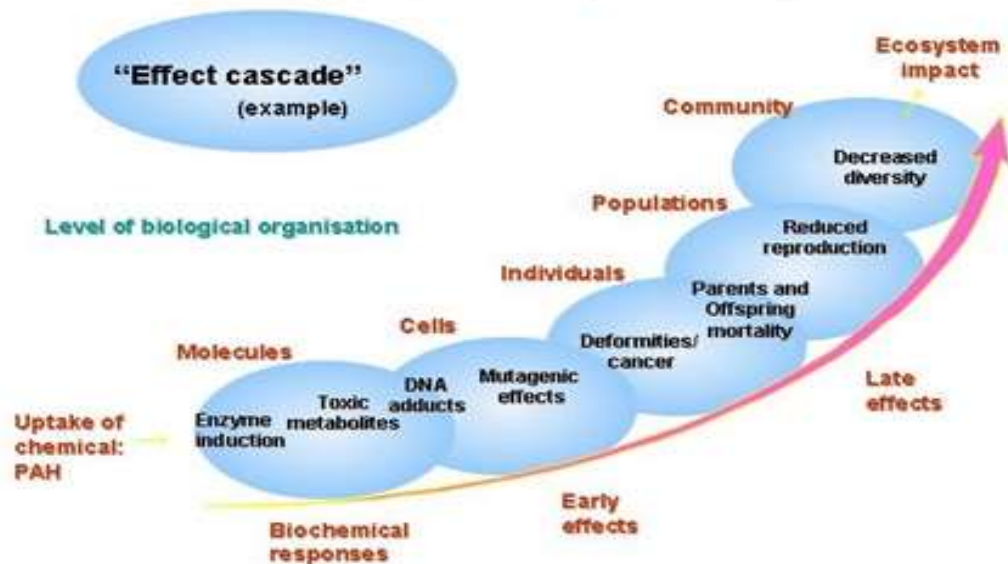 “Effect cascade”
(example)
Ecosystem
impact
Community
Decreased
diversity
Level of biological organisation
Populations
Reduced
reproduction
Individuals
Parents and
Offspring
mortality
Cells
Deformities/
cancer
Molecules
DNA
adducts
Mutagenic
effects
Toxic
metabolites
Enzyme
induction
Uptake of
chemical:
PAH
Late
effects
Early
effects
Biochemical
responses